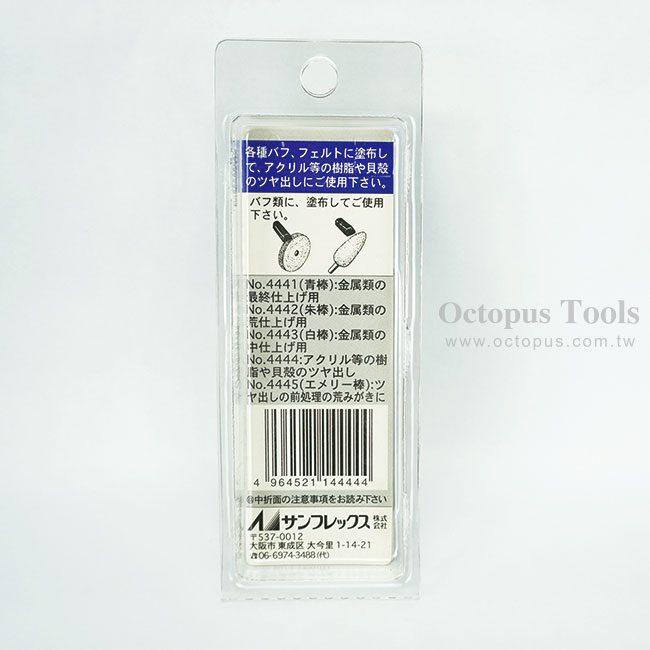 各種バフ、フェルトに塗布し
て、アクリル等の樹脂や貝殻
のツヤ出しにご使用下さい。
バフ類に、塗布してご使用
下さい。
No.4441(青棒):金属類の
最終仕上げ用
No.4442(朱棒):金属類の
荒仕上げ用
No.4443(白棒):金属類の
中仕上げ用
No.4444:アクリル等の樹
脂や貝殻のツヤ出し
No.4445(エメリー棒):ツ
ヤ出しの前処理の荒みがきに
4 964521 144444
◎中折面の注意事項をお読み下さい
サンフレックス株式会社
〒537-0012
大阪市 東成区 大今里 1-14-21
☎06-6974-3488(代)
Octopus Tools
www.octopus.com.tw